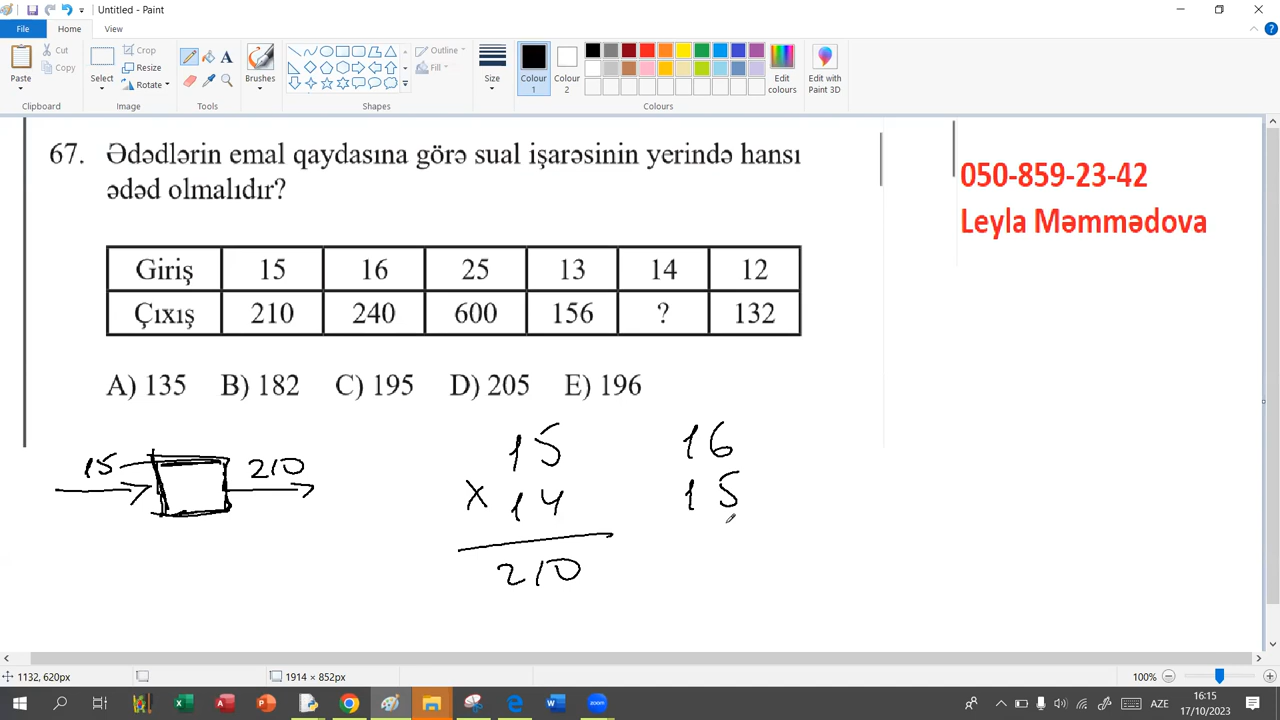 Untitled - Paint
File Home View
Paste Cut Copy Clipboard
Select Crop Resize Rotate Image
Tools
Brushes
Outline Fill Shapes
Size
Colour 1 Colour 2 Edit colours Edit with Paint 3D Colours
67. Ədədlərin emal qaydasına görə sual işarəsinin yerində hansı
ədəd olmalıdır?
Giriş 15 16 25 13 14 12
Çıxış 210 240 600 156 ? 132
A) 135 B) 182 C) 195 D) 205 E) 196
050-859-23-42
Leyla Məmmədova
15 210
15
x 14
210
16
15
1132, 620px 1914 × 852px 100%
AZE 16:15
17/10/2023